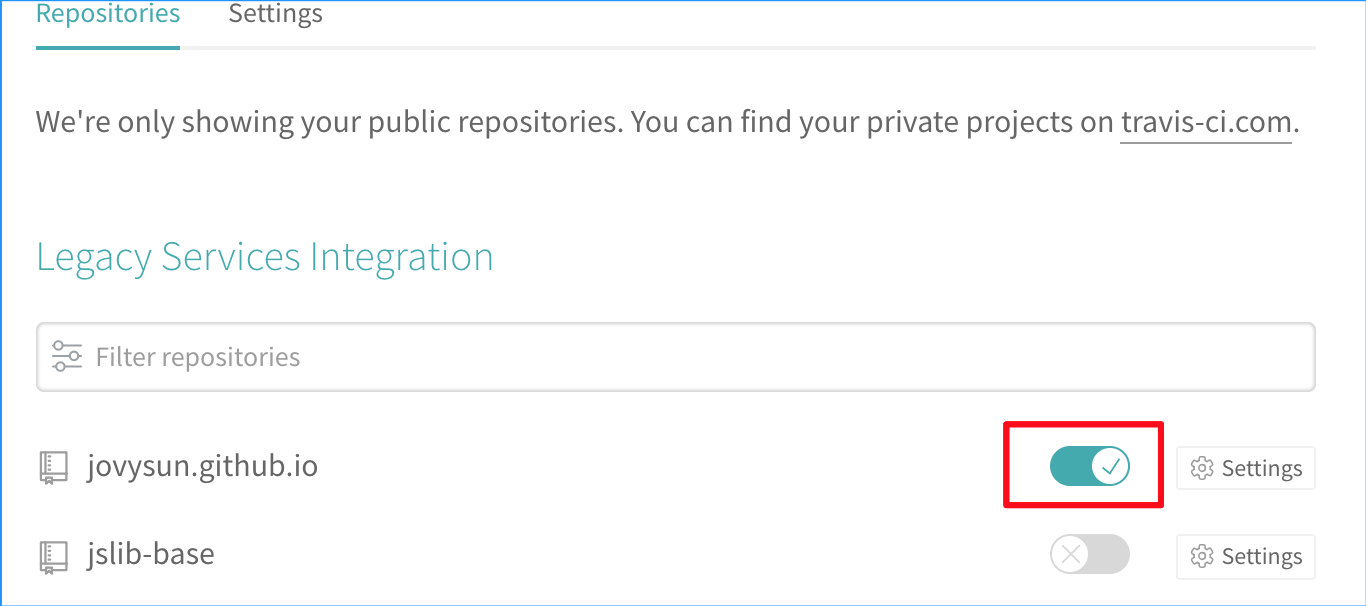 Repositories Settings
We're only showing your public repositories. You can find your private projects on travis-ci.com.
Legacy Services Integration
Filter repositories
jovysun.github.io Settings
jslib-base Settings